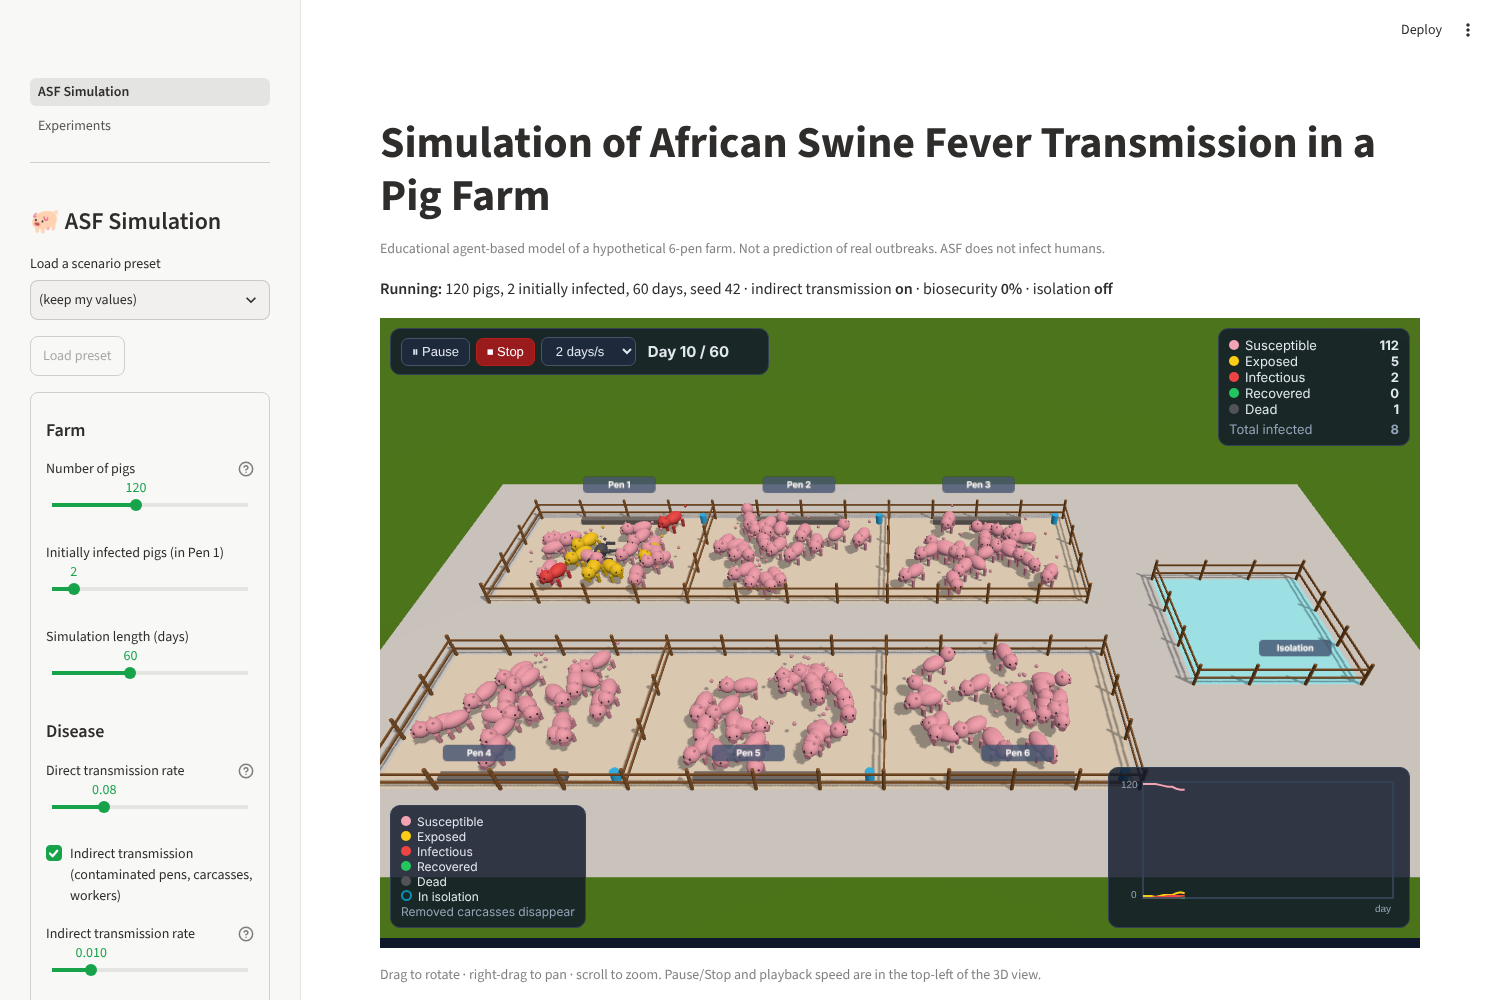 Deploy
ASF Simulation
Experiments
ASF Simulation
Load a scenario preset
(keep my values)
Load preset
Farm
Number of pigs
120
Initially infected pigs (in Pen 1)
2
Simulation length (days)
60
Disease
Direct transmission rate
0.08
Indirect transmission
(contaminated pens, carcasses,
workers)
Indirect transmission rate
0.010
Simulation of African Swine Fever Transmission in a
Pig Farm
Educational agent-based model of a hypothetical 6-pen farm. Not a prediction of real outbreaks. ASF does not infect humans.
Running: 120 pigs, 2 initially infected, 60 days, seed 42 · indirect transmission on · biosecurity 0% · isolation off
Pause
Stop
2 days/s
Day 10 / 60
Susceptible 112
Exposed 5
Infectious 2
Recovered 0
Dead 1
Total infected 8
Pen 1
Pen 2
Pen 3
Isolation
Pen 4
Pen 5
Pen 6
Susceptible
Exposed
Infectious
Recovered
Dead
In isolation
Removed carcasses disappear
120
0
day
Drag to rotate · right-drag to pan · scroll to zoom. Pause/Stop and playback speed are in the top-left of the 3D view.